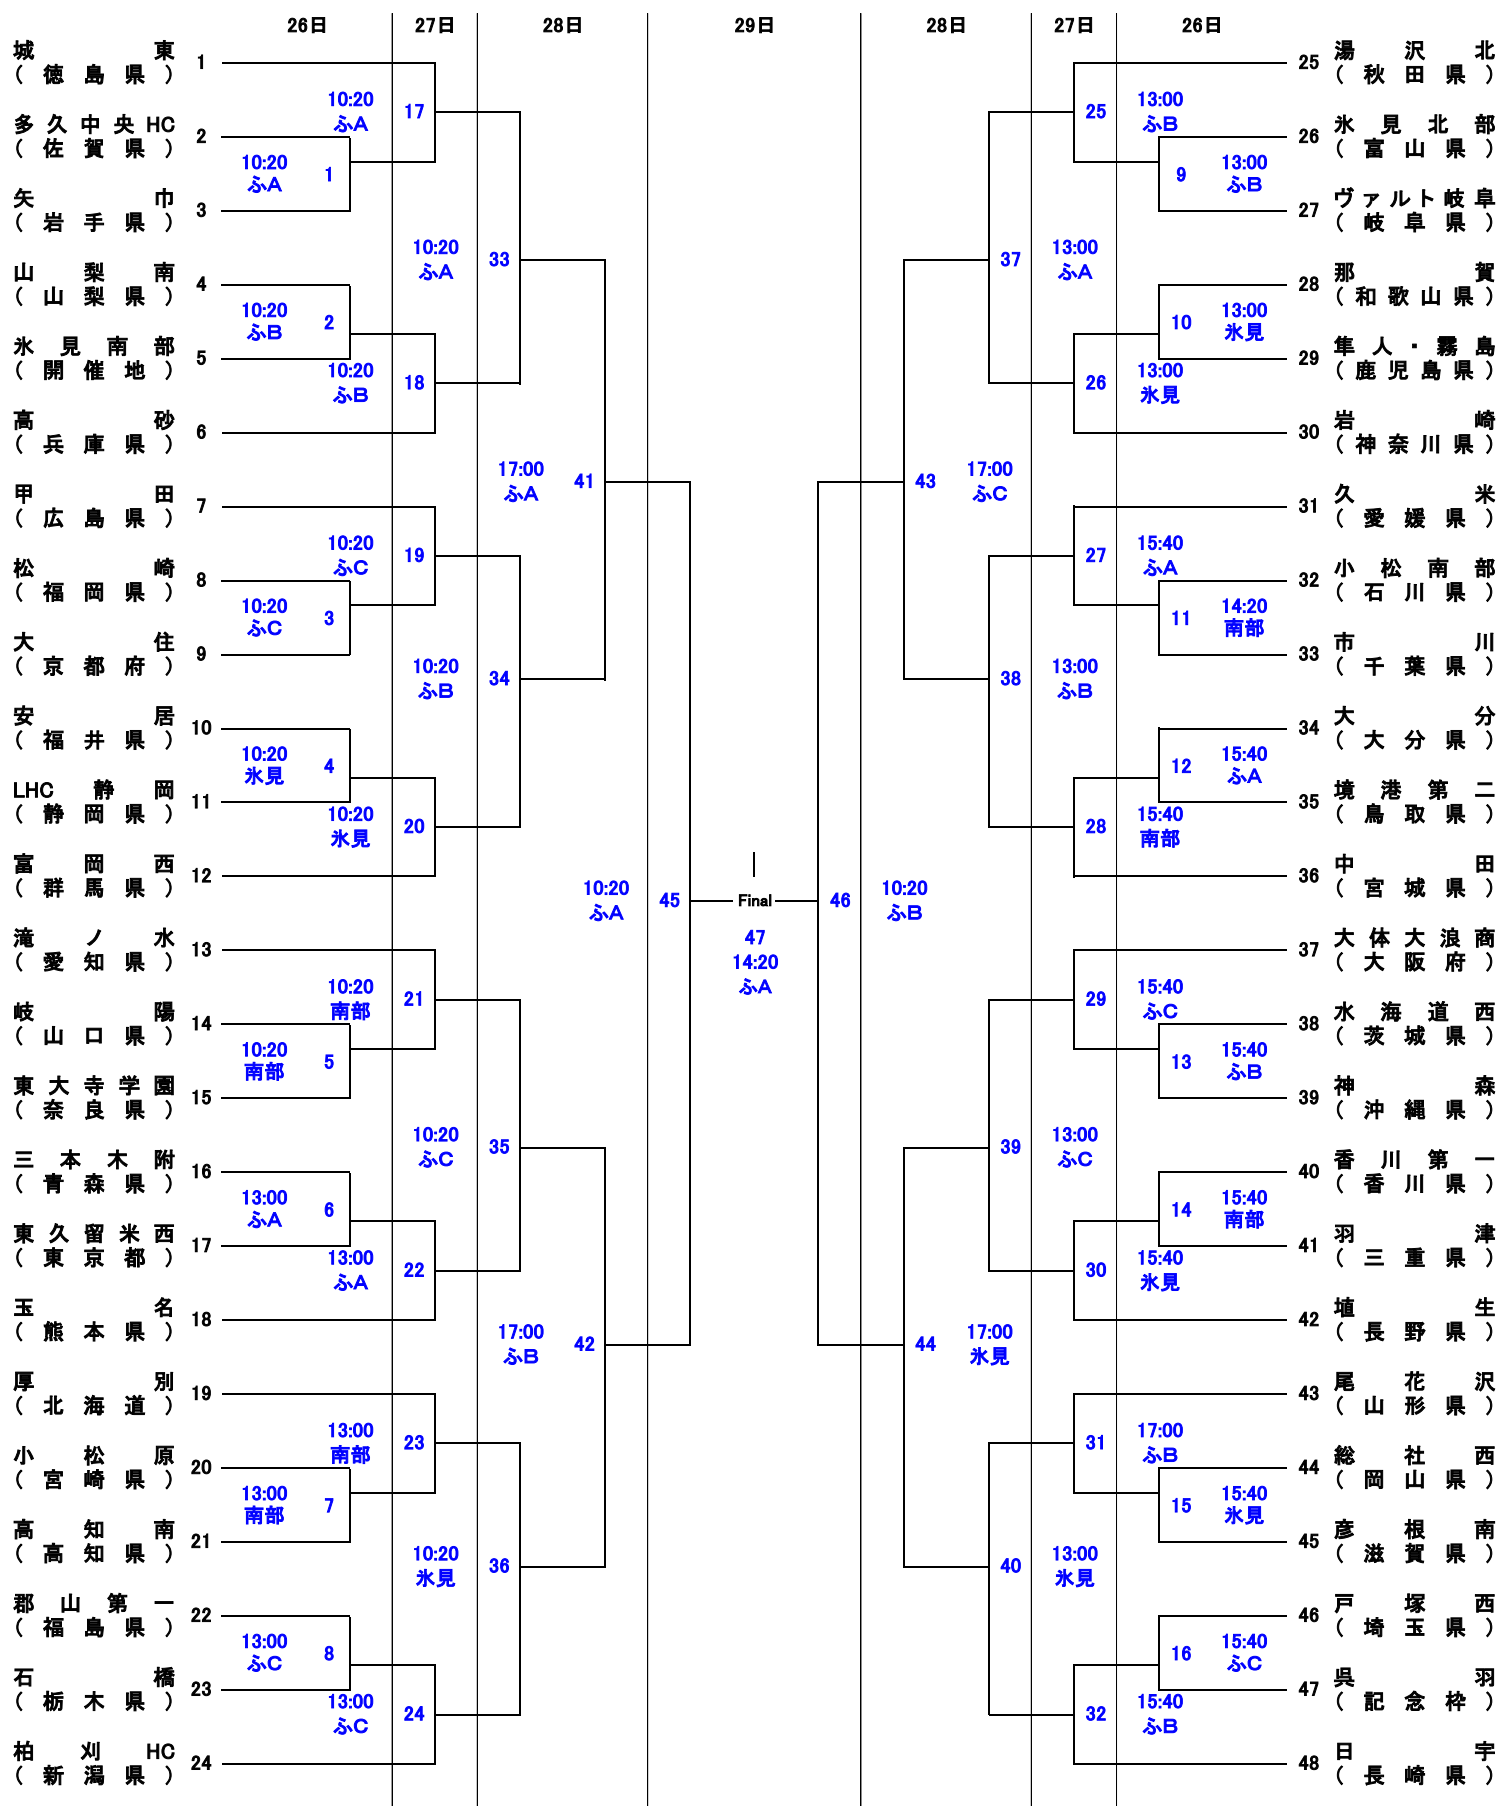 26日 27日 28日 29日 28日 27日 26日
城東
(徳島県)
1
多久中央HC
(佐賀県)
2
矢巾
(岩手県)
3
山梨南
(山梨県)
4
氷見南部
(開催地)
5
高砂
(兵庫県)
6
甲田
(広島県)
7
松崎
(福岡県)
8
大住
(京都府)
9
安居
(福井県)
10
LHC静岡
(静岡県)
11
富岡西
(群馬県)
12
滝ノ水
(愛知県)
13
岐陽
(山口県)
14
東大寺学園
(奈良県)
15
三本木附
(青森県)
16
東久留米西
(東京都)
17
玉名
(熊本県)
18
厚別
(北海道)
19
小松原
(宮崎県)
20
高知南
(高知県)
21
郡山第一
(福島県)
22
石橋
(栃木県)
23
柏刈HC
(新潟県)
24
10:20
ふA
1
10:20
ふB
2
10:20
ふC
3
10:20
氷見
4
10:20
南部
5
13:00
ふA
6
13:00
南部
7
13:00
ふC
8
10:20
ふA
17
10:20
ふB
18
10:20
ふC
19
10:20
氷見
20
10:20
南部
21
13:00
ふA
22
13:00
南部
23
13:00
ふC
24
10:20
ふA
33
10:20
ふB
34
10:20
ふC
35
10:20
氷見
36
17:00
ふA
41
17:00
ふB
42
10:20
ふA
45
Final
47
14:20
ふA
46
10:20
ふB
43
17:00
ふC
44
17:00
氷見
37
13:00
ふA
38
13:00
ふB
39
13:00
ふC
40
13:00
氷見
25
13:00
ふB
26
13:00
氷見
27
15:40
ふA
28
15:40
南部
29
15:40
ふC
30
15:40
氷見
31
17:00
ふB
32
15:40
ふB
9
13:00
ふB
10
13:00
氷見
11
14:20
南部
12
15:40
ふA
13
15:40
ふB
14
15:40
南部
15
15:40
氷見
16
15:40
ふC
25
湯沢北
(秋田県)
26
氷見北部
(富山県)
27
ヴァルト岐阜
(岐阜県)
28
那賀
(和歌山県)
29
隼人・霧島
(鹿児島県)
30
岩崎
(神奈川県)
31
久米
(愛媛県)
32
小松南部
(石川県)
33
市川
(千葉県)
34
大分
(大分県)
35
境港第二
(鳥取県)
36
中田
(宮城県)
37
大体大浪商
(大阪府)
38
水海道西
(茨城県)
39
神森
(沖縄県)
40
香川第一
(香川県)
41
羽津
(三重県)
42
埴生
(長野県)
43
尾花沢
(山形県)
44
総社西
(岡山県)
45
彦根南
(滋賀県)
46
戸塚西
(埼玉県)
47
呉羽
(記念枠)
48
日宇
(長崎県)